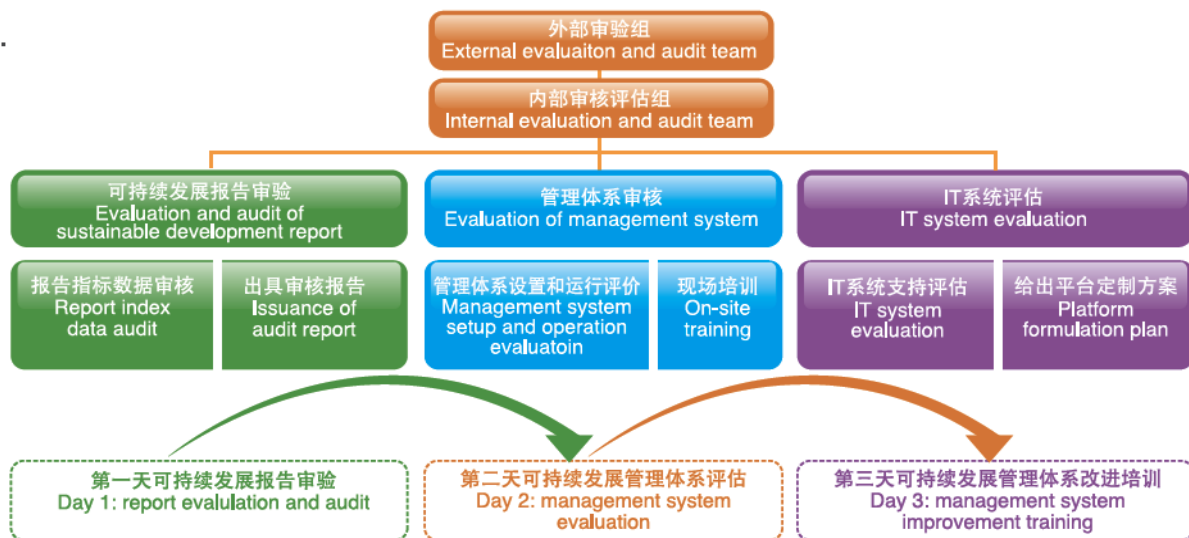 外部审验组
External evaluaiton and audit team
内部审核评估组
Internal evaluation and audit team
可持续发展报告审验
Evaluation and audit of
sustainable development report
管理体系审核
Evaluation of management system
IT系统评估
IT system evaluation
报告指标数据审核
Report index
data audit
出具审核报告
Issuance of
audit report
管理体系设置和运行评价
Management system
setup and operation
evaluatoin
现场培训
On-site
training
IT系统支持评估
IT system
evaluation
给出平台定制方案
Platform
formulation plan
第一天可持续发展报告审验
Day 1: report evalulation and audit
第二天可持续发展管理体系评估
Day 2: management system
evaluation
第三天可持续发展管理体系改进培训
Day 3: management system
improvement training